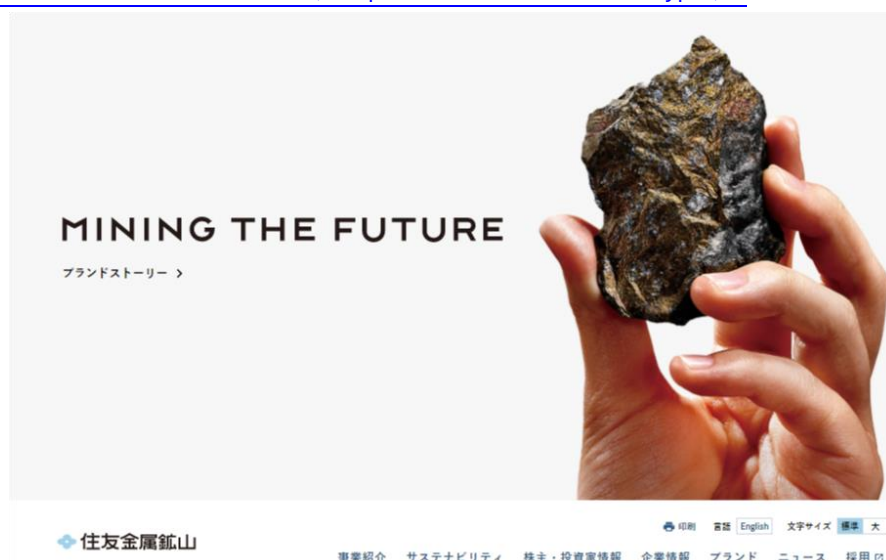 MINING THE FUTURE
ブランドストーリー
印刷 言語 English 文字サイズ 標準 大
住友金属鉱山
事業紹介 サステナビリティ 株主・投資家情報 企業情報 ブランド ニュース 採用